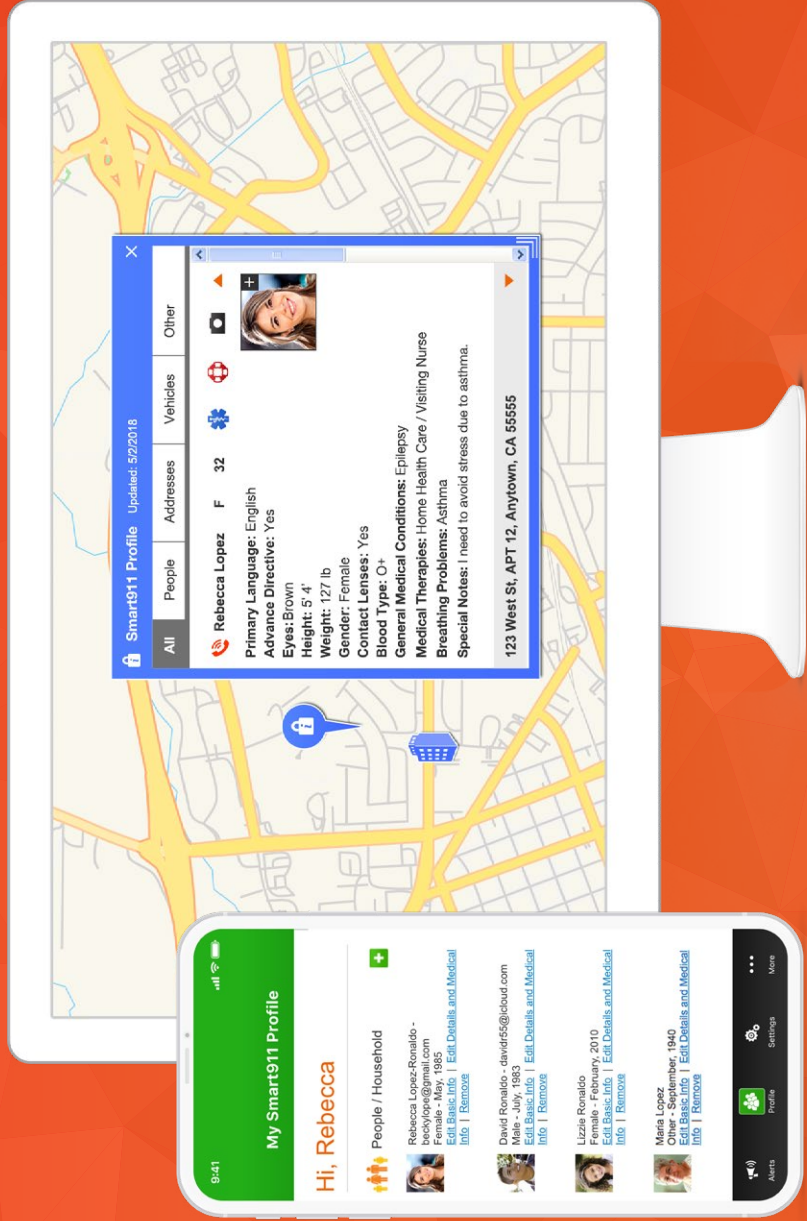 9:41
My Smart911 Profile
Hi, Rebecca
People / Household
Rebecca Lopez-Ronaldo -
beckylope@gmail.com
Female - May, 1985
Edit Basic Info | Edit Details and Medical
Info | Remove
David Ronaldo - davidr55@icloud.com
Male - July, 1983
Edit Basic Info | Edit Details and Medical
Info | Remove
Lizzie Ronaldo
Female - February, 2010
Edit Basic Info | Edit Details and Medical
Info | Remove
Maria Lopez
Other - September, 1940
Edit Basic Info | Edit Details and Medical
Info | Remove
Alerts Profile Settings More
Smart911 Profile Updated: 5/2/2018
All People Addresses Vehicles Other
Rebecca Lopez F 32
Primary Language: English
Advance Directive: Yes
Eyes: Brown
Height: 5' 4'
Weight: 127 lb
Gender: Female
Contact Lenses: Yes
Blood Type: O+
General Medical Conditions: Epilepsy
Medical Therapies: Home Health Care / Visiting Nurse
Breathing Problems: Asthma
Special Notes: I need to avoid stress due to asthma.
123 West St, APT 12, Anytown, CA 55555